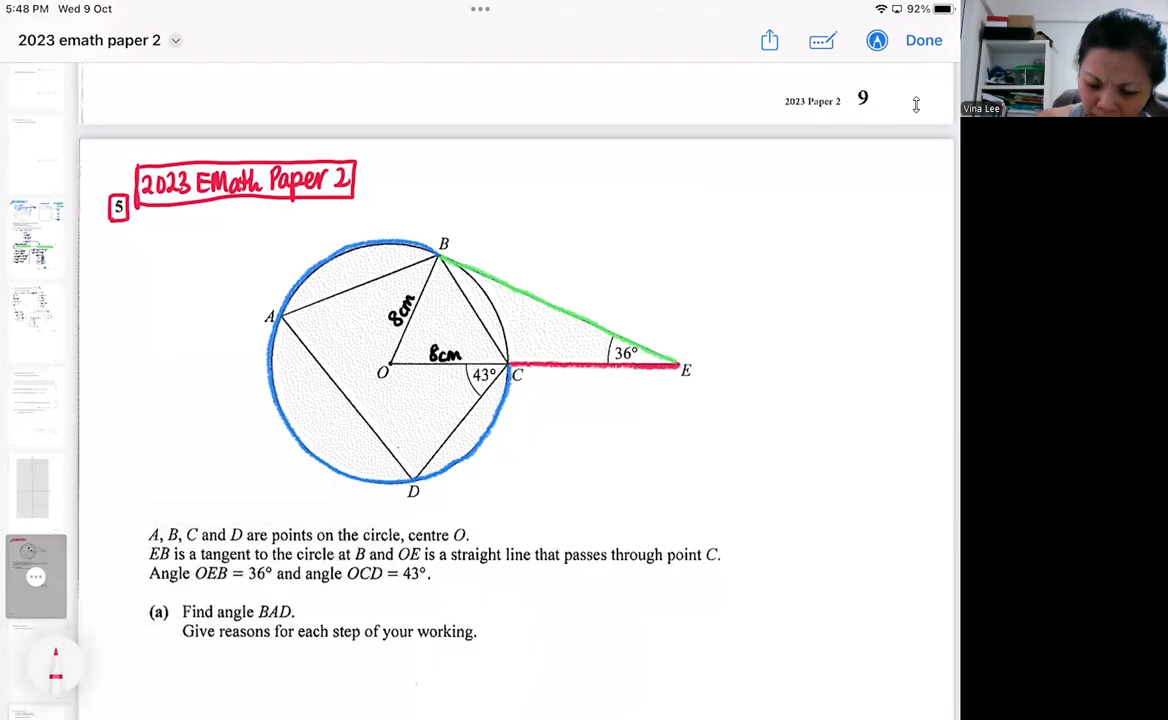 5:48 PM Wed 9 Oct
92%
2023 emath paper 2
Done
2023 Paper 2 9
Vina Lee
2023 EMath Paper 2
5
B
A
8cm
8cm
36°
O
43°
C
E
D
A, B, C and D are points on the circle, centre O.
EB is a tangent to the circle at B and OE is a straight line that passes through point C.
Angle OEB = 36° and angle OCD = 43°.
(a) Find angle BAD.
Give reasons for each step of your working.